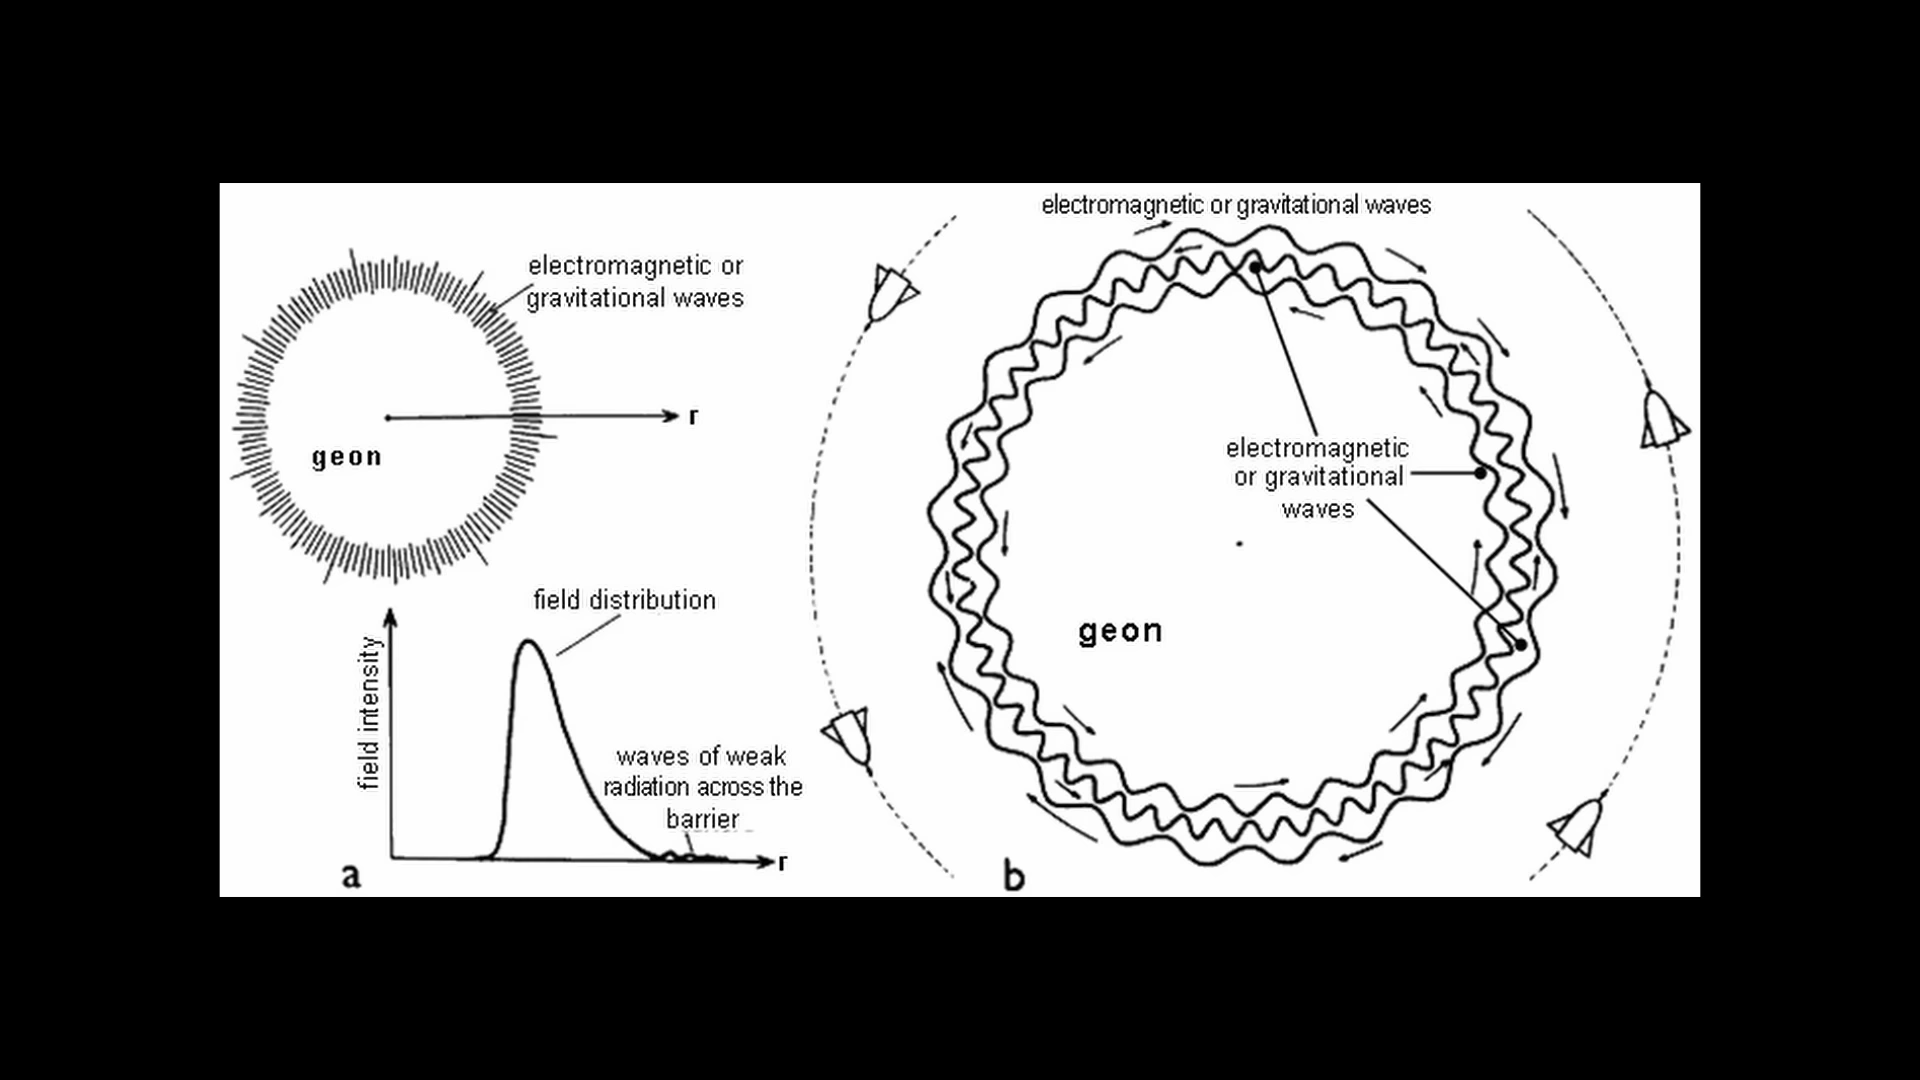 electromagnetic or
gravitational waves
r
geon
field distribution
field intensity
waves of weak
radiation across the
barrier
r
a
electromagnetic or gravitational waves
electromagnetic
or gravitational
waves
geon
b